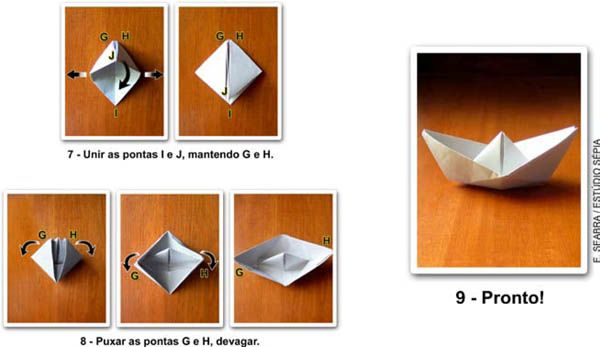 G H
J
I
G H
J
I
7 - Unir as pontas I e J, mantendo G e H.
G H
G H
G H
8 - Puxar as pontas G e H, devagar.
9 - Pronto!
F. SEABRA / ESTÚDIO SÉPIA